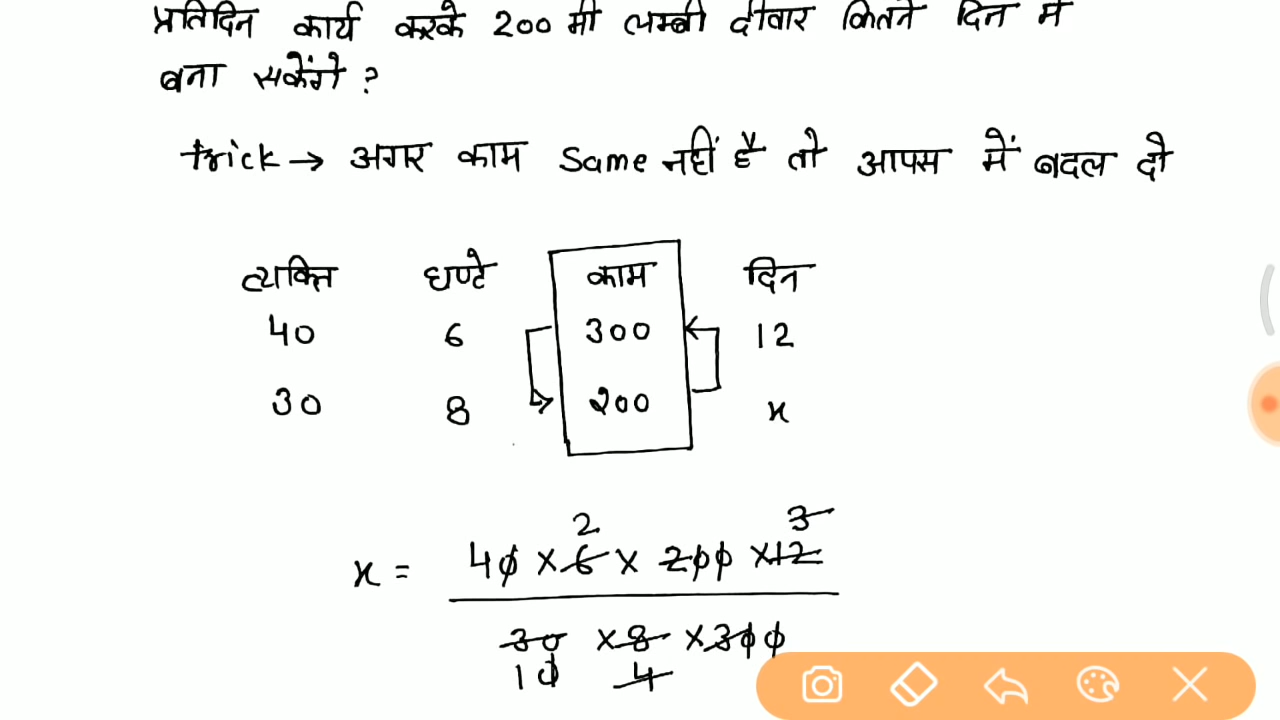 प्रतिदिन कार्य करके 200 मी लम्बी दीवार कितने दिन में
बना सकेंगे ?
trick → अगर काम Same नहीं है तो आपस में बदल दो
व्यक्ति घण्टे काम दिन
40 6 300 12
30 8 200 x
2 3
x = 40 × 6 × 200 × 12
30 × 8 × 300
10 4